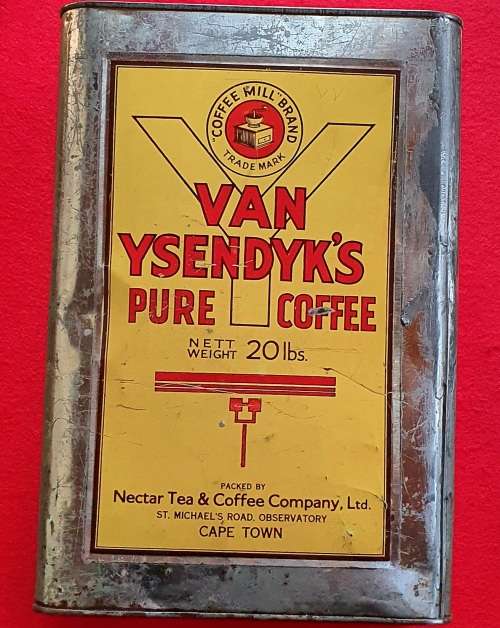 "COFFEE MILL" BRAND
TRADE MARK
VAN
YSENDYK'S
PURE COFFEE
NETT
WEIGHT 20 lbs.
PACKED BY
Nectar Tea & Coffee Company, Ltd.
ST. MICHAEL'S ROAD, OBSERVATORY
CAPE TOWN